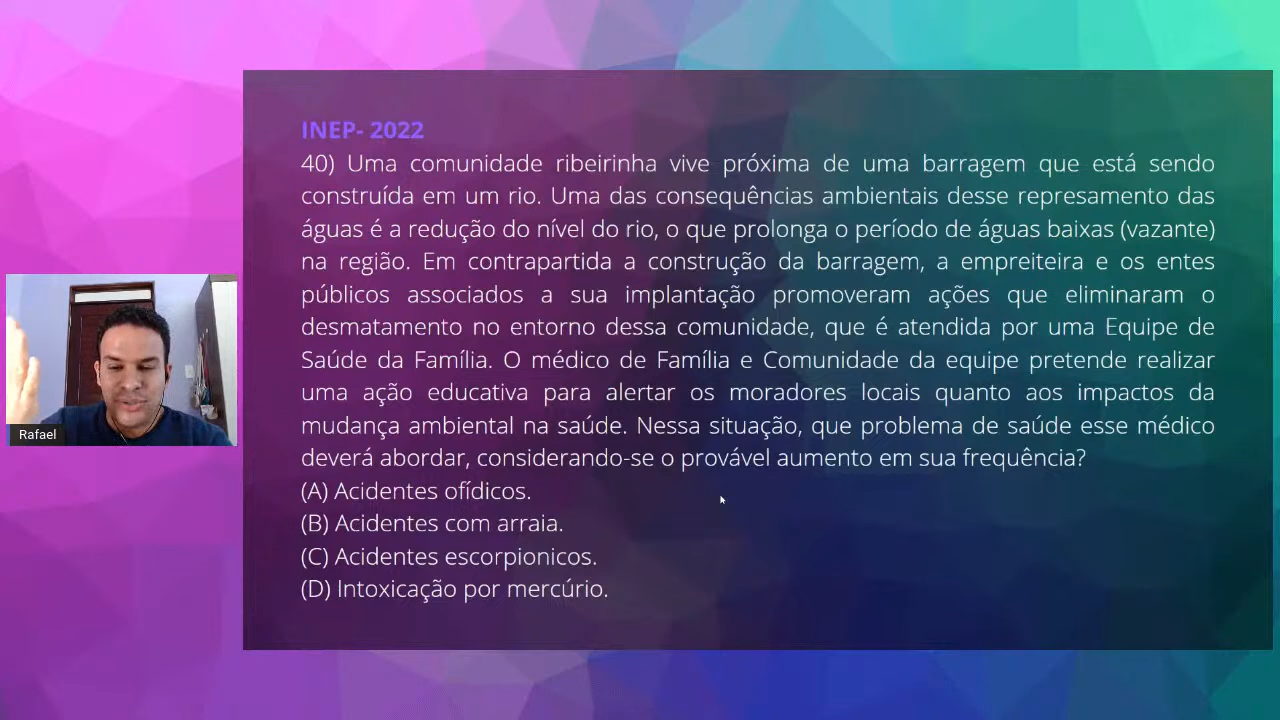 INEP- 2022
40) Uma comunidade ribeirinha vive próxima de uma barragem que está sendo
construída em um rio. Uma das consequências ambientais desse represamento das
águas é a redução do nível do rio, o que prolonga o período de águas baixas (vazante)
na região. Em contrapartida a construção da barragem, a empreiteira e os entes
públicos associados a sua implantação promoveram ações que eliminaram o
desmatamento no entorno dessa comunidade, que é atendida por uma Equipe de
Saúde da Família. O médico de Família e Comunidade da equipe pretende realizar
uma ação educativa para alertar os moradores locais quanto aos impactos da
mudança ambiental na saúde. Nessa situação, que problema de saúde esse médico
deverá abordar, considerando-se o provável aumento em sua frequência?
(A) Acidentes ofídicos.
(B) Acidentes com arraia.
(C) Acidentes escorpionicos.
(D) Intoxicação por mercúrio.
Rafael